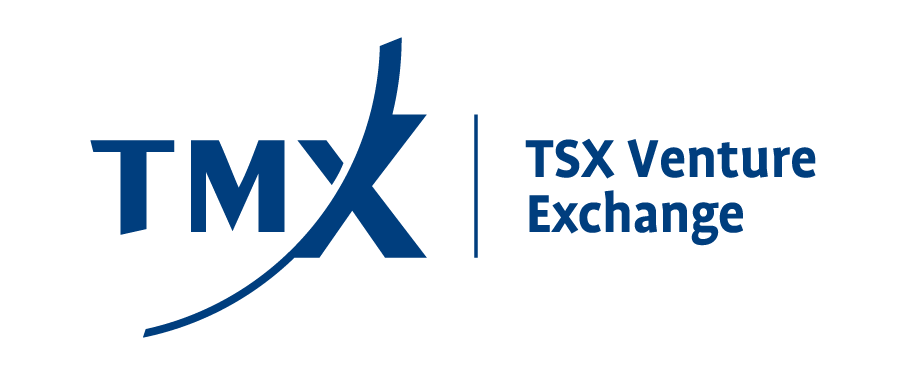 TMX
TSX Venture
Exchange